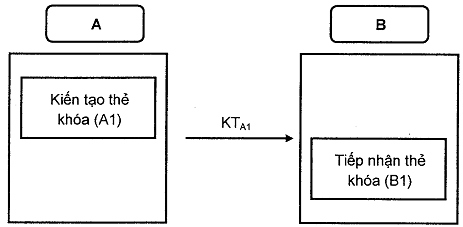 A
B
Kiến tạo thẻ
khóa (A1)
KTA1
Tiếp nhận thẻ
khóa (B1)